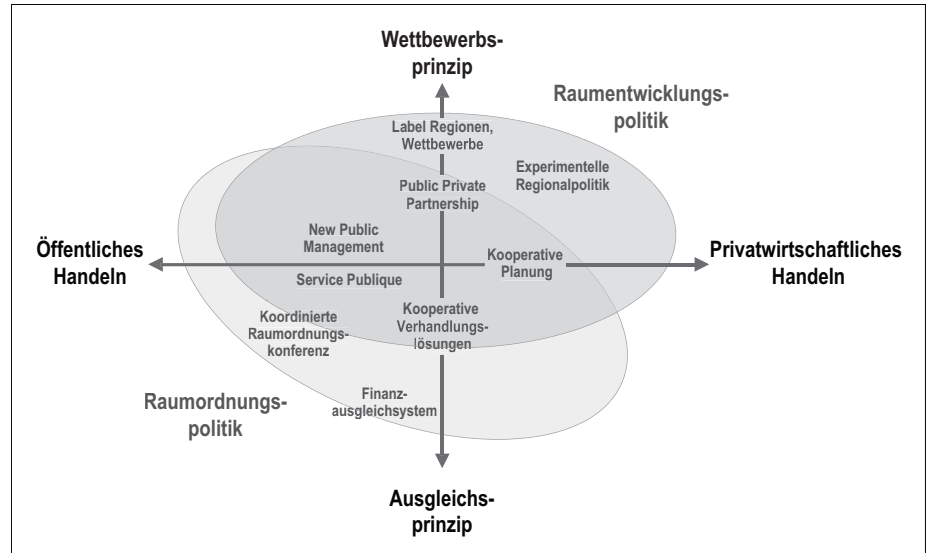 Wettbewerbs-
prinzip
Raumentwicklungs-
politik
Label Regionen,
Wettbewerbe
Experimentelle
Regionalpolitik
Public Private
Partnership
New Public
Management
Öffentliches
Handeln
Kooperative
Planung
Privatwirtschaftliches
Handeln
Service Publique
Koordinierte
Raumordnungs-
konferenz
Kooperative
Verhandlungs-
lösungen
Raumordnungs-
politik
Finanz-
ausgleichsystem
Ausgleichs-
prinzip